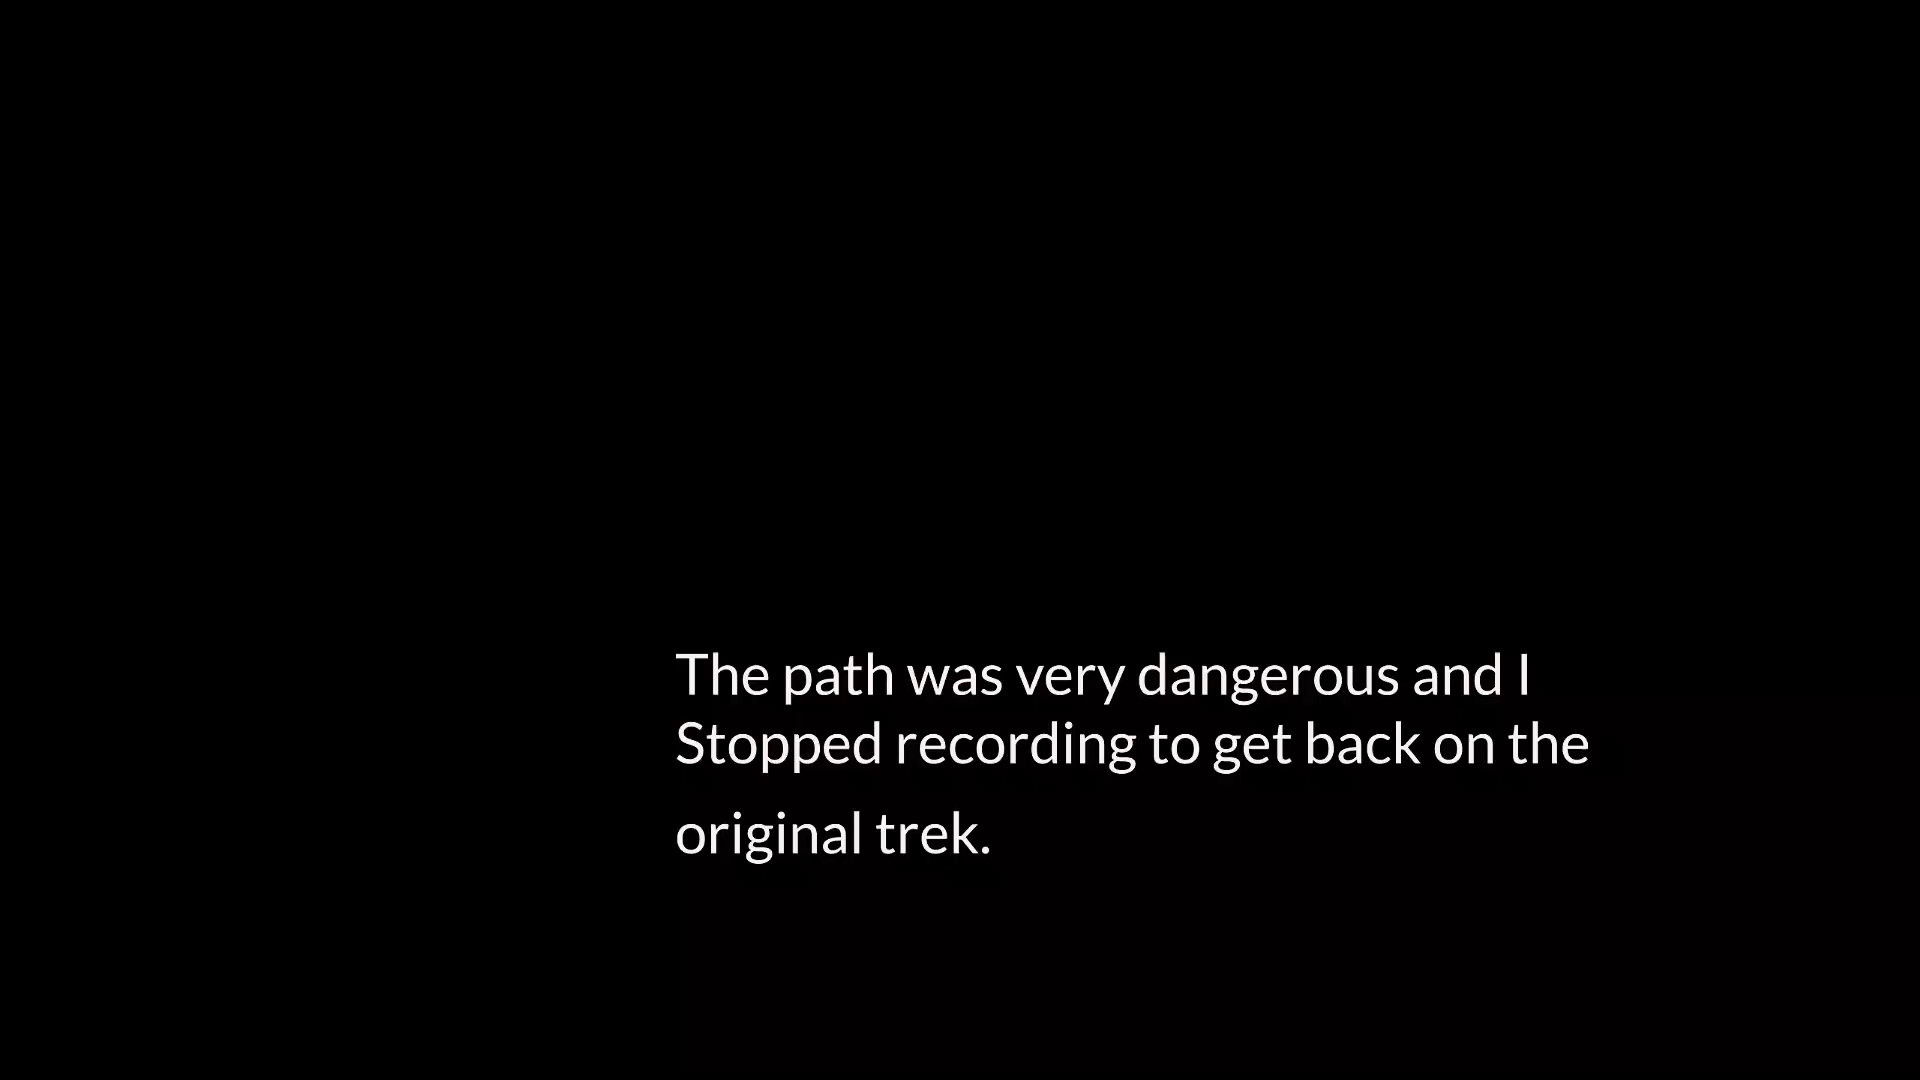 The path was very dangerous and I
Stopped recording to get back on the
original trek.